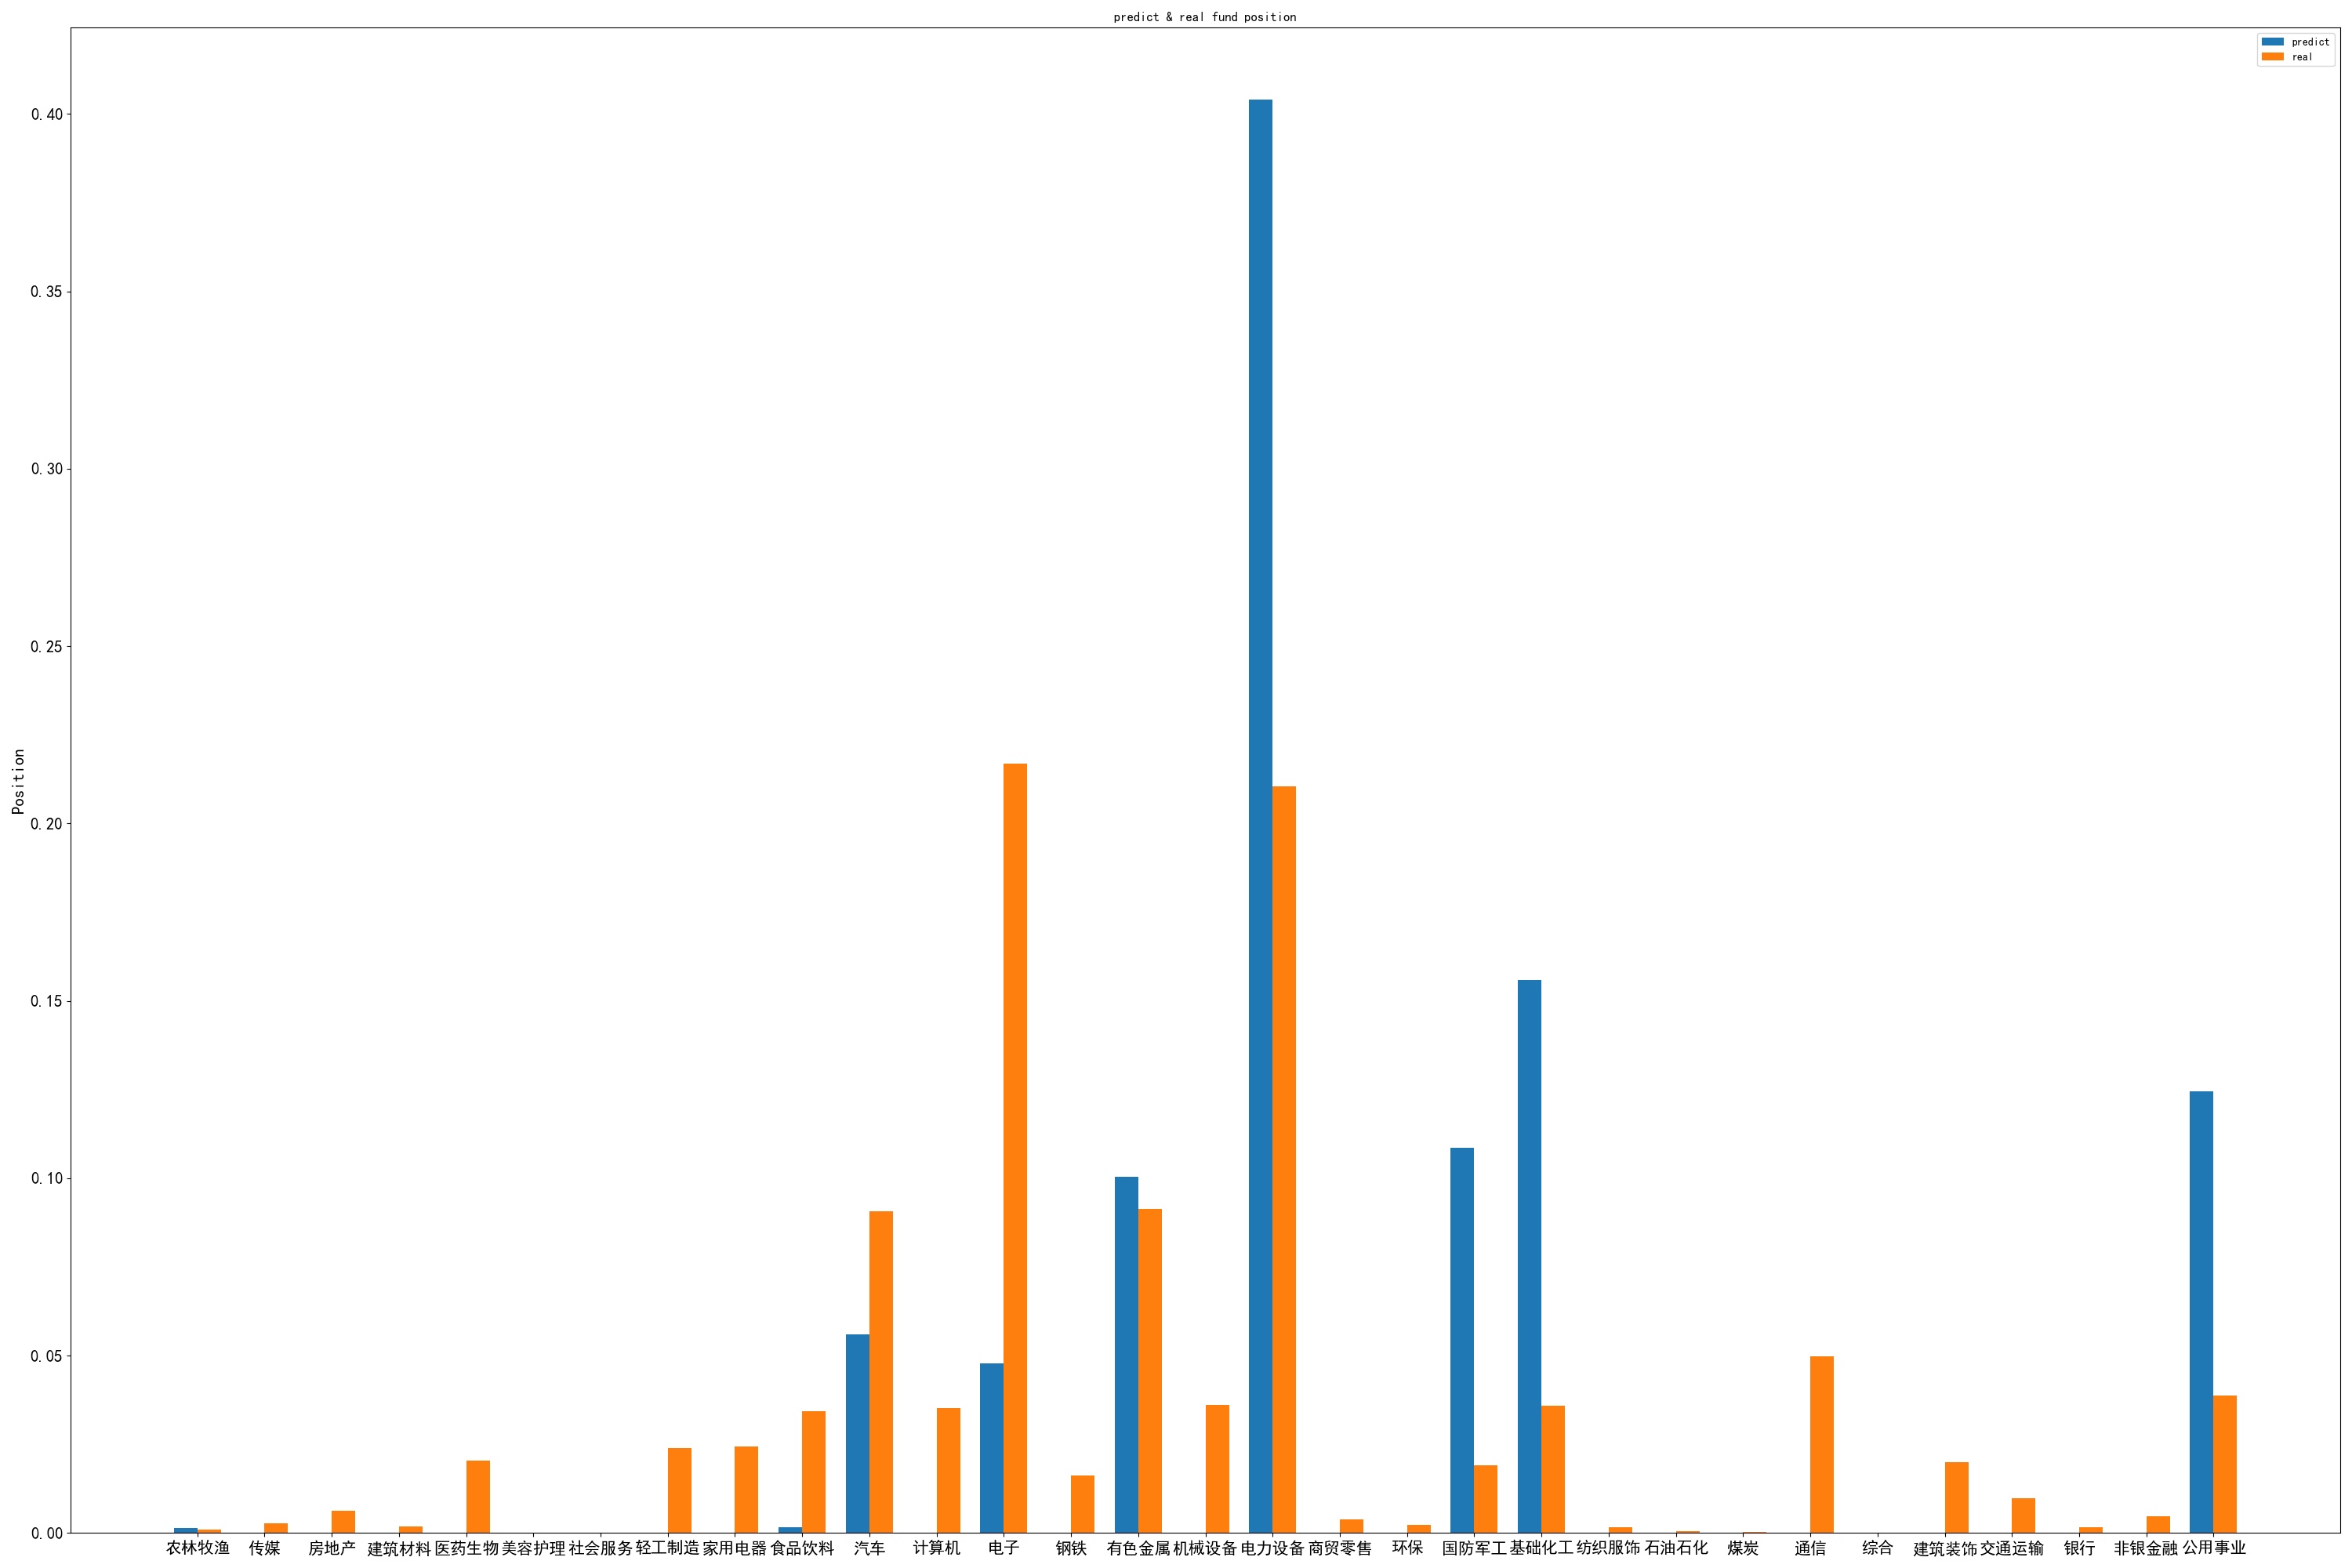 predict & real fund position
predict
real
0.40
0.35
0.30
0.25
0.20
0.15
0.10
0.05
0.00
Position
农林牧渔 传媒 房地产 建筑材料 医药生物 美容护理 社会服务 轻工制造 家用电器 食品饮料 汽车 计算机 电子 钢铁 有色金属 机械设备 电力设备 商贸零售 环保 国防军工 基础化工 纺织服饰 石油石化 煤炭 通信 综合 建筑装饰 交通运输 银行 非银金融 公用事业